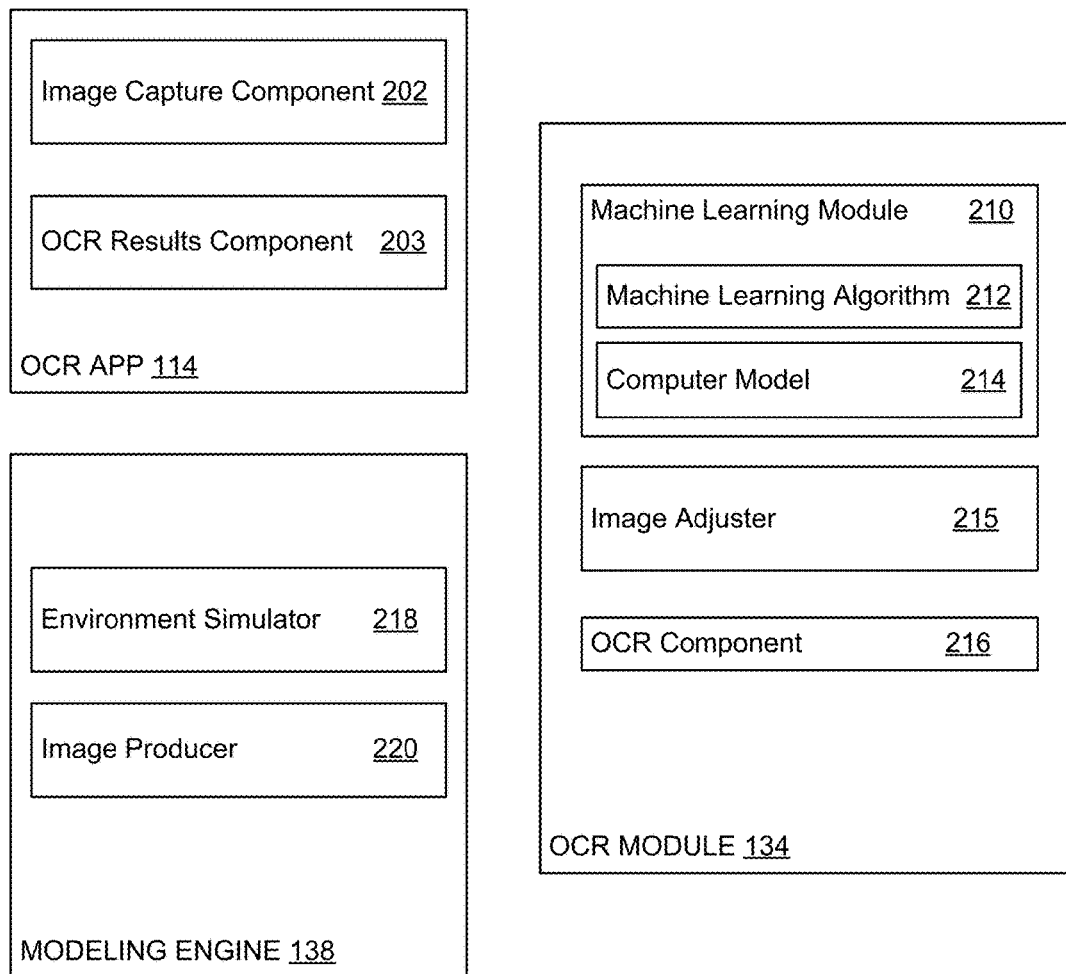 Image Capture Component 202
OCR Results Component 203
OCR APP 114
Environment Simulator 218
Image Producer 220
MODELING ENGINE 138
Machine Learning Module 210
Machine Learning Algorithm 212
Computer Model 214
Image Adjuster 215
OCR Component 216
OCR MODULE 134